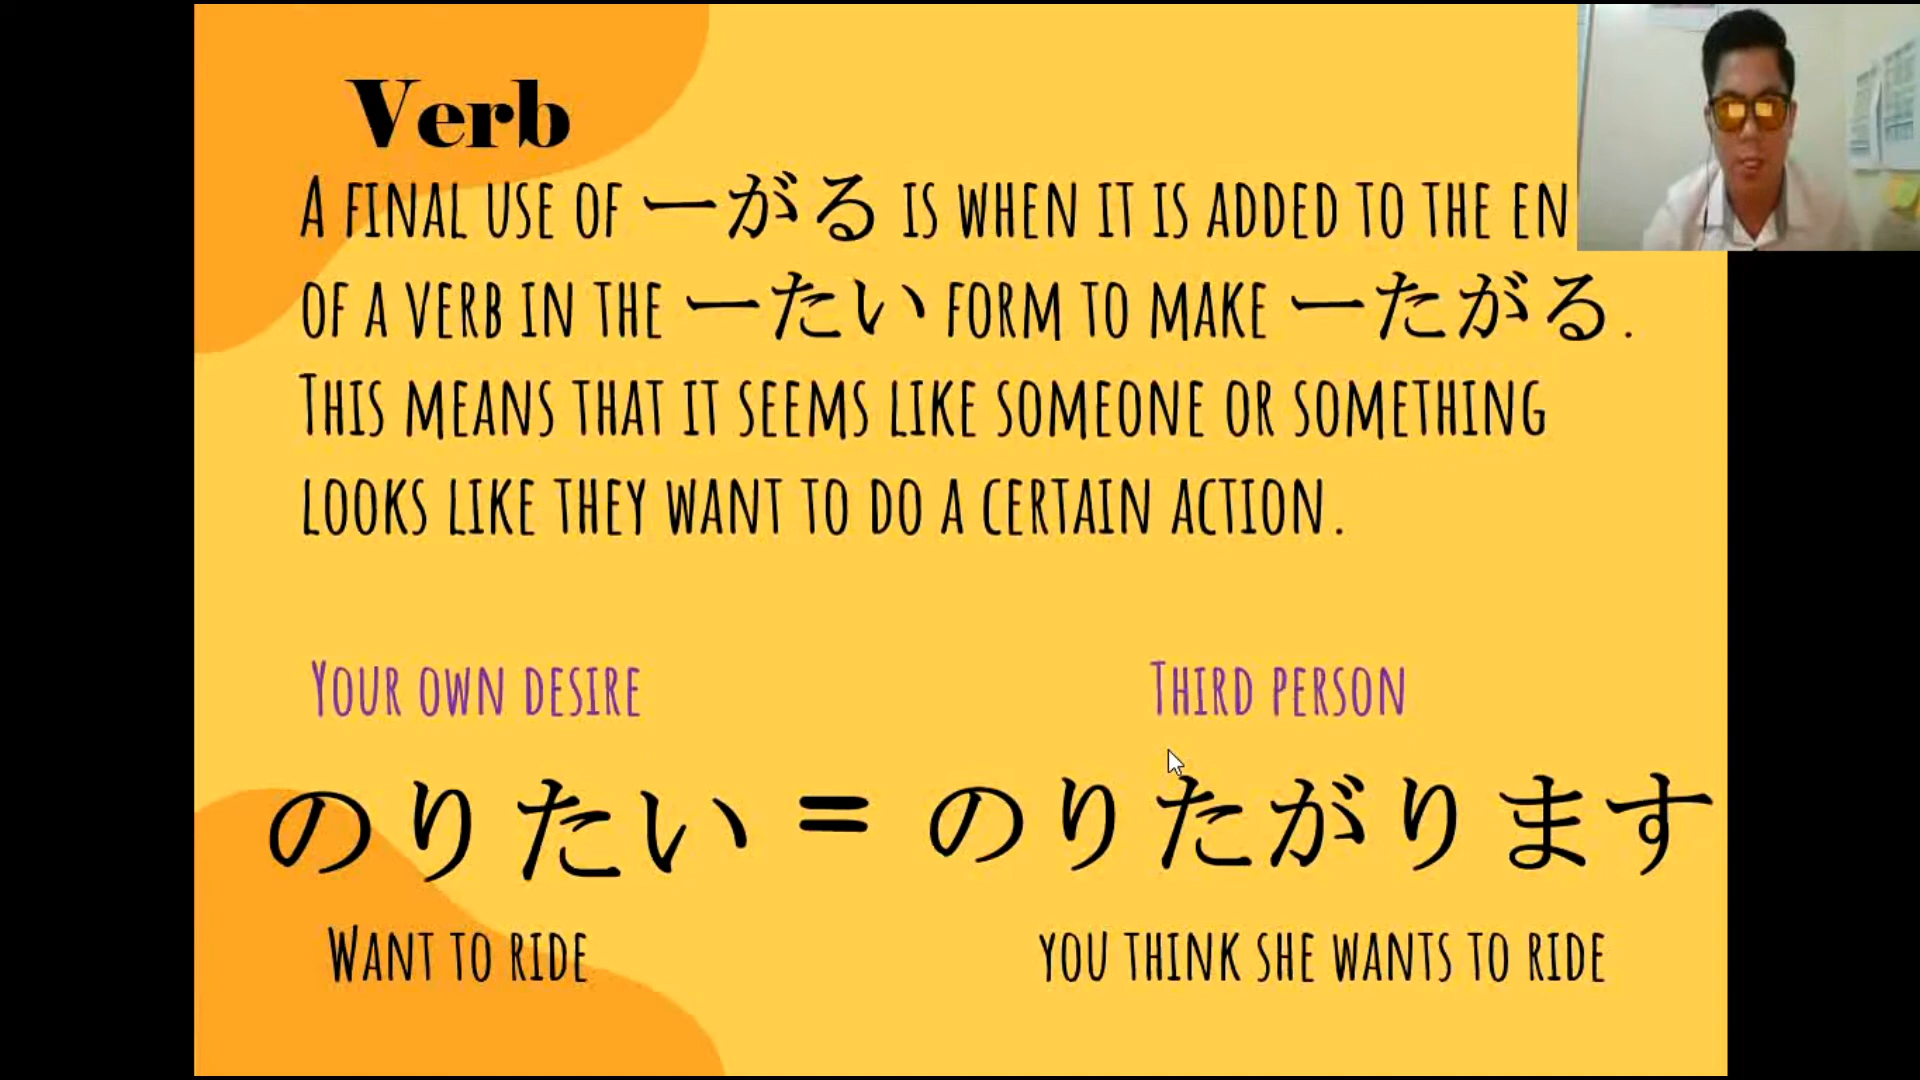 Verb
A FINAL USE OF ーがる IS WHEN IT IS ADDED TO THE EN
OF A VERB IN THE ーたい FORM TO MAKE ーたがる.
THIS MEANS THAT IT SEEMS LIKE SOMEONE OR SOMETHING
LOOKS LIKE THEY WANT TO DO A CERTAIN ACTION.
YOUR OWN DESIRE
THIRD PERSON
のりたい = のりたがります
WANT TO RIDE
YOU THINK SHE WANTS TO RIDE